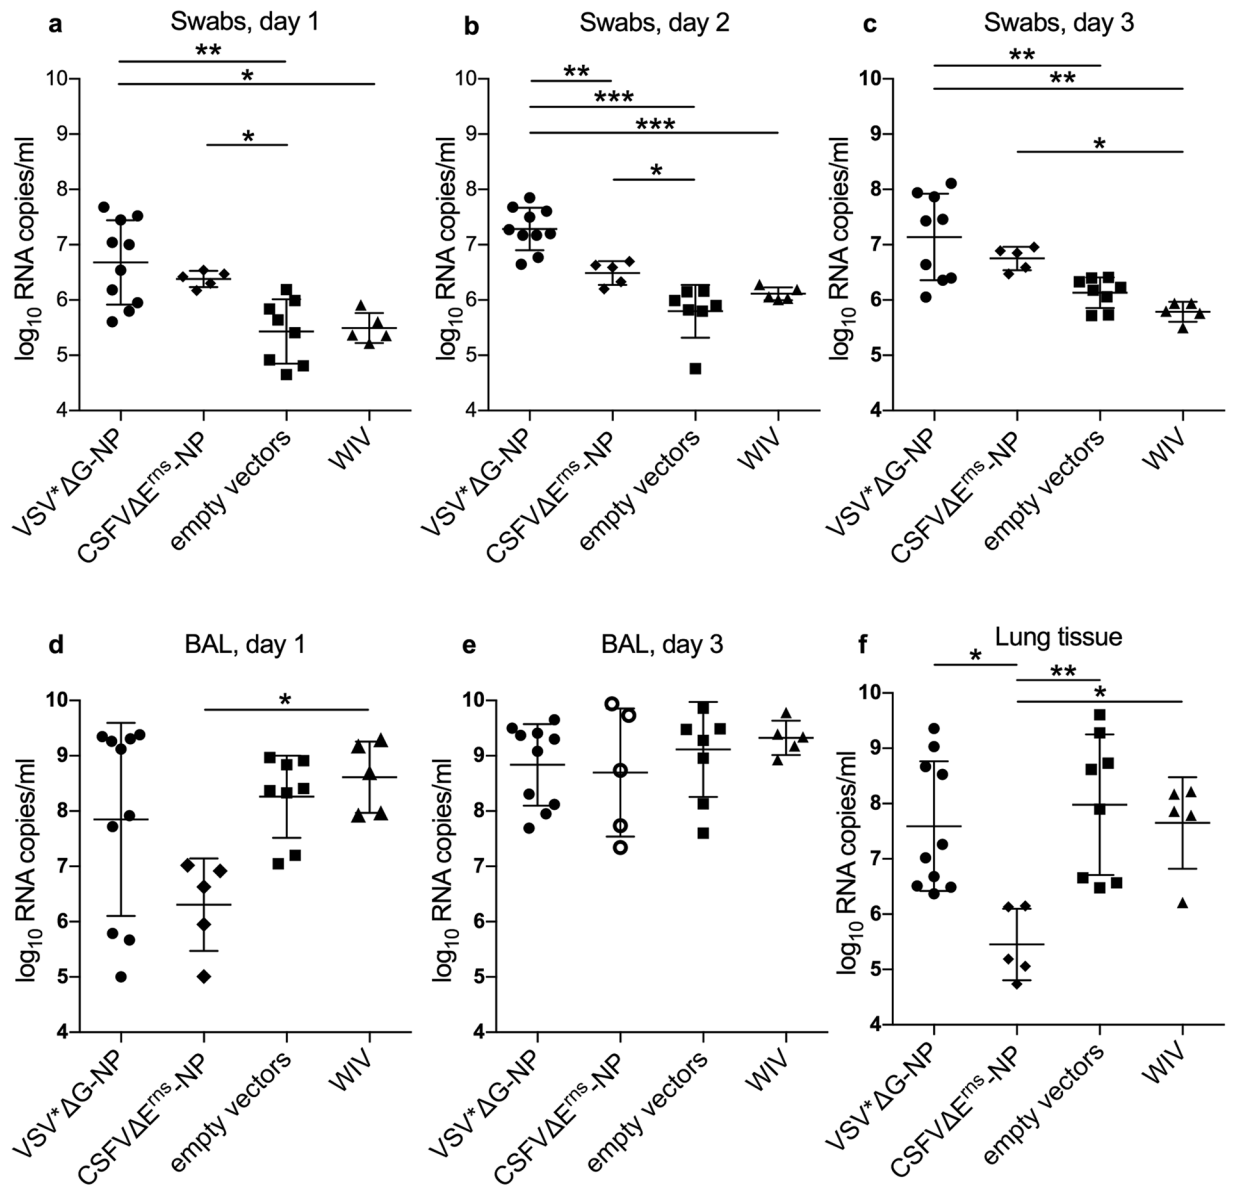 a Swabs, day 1
**
*
*
10
9
8
7
6
5
4
log10 RNA copies/ml
VSV*ΔG-NP
CSFVΔErns-NP
empty vectors
WIV
b Swabs, day 2
**
***
***
*
10
9
8
7
6
5
4
log10 RNA copies/ml
VSV*ΔG-NP
CSFVΔErns-NP
empty vectors
WIV
c Swabs, day 3
**
**
*
10
9
8
7
6
5
4
log10 RNA copies/ml
VSV*ΔG-NP
CSFVΔErns-NP
empty vectors
WIV
d BAL, day 1
*
10
9
8
7
6
5
4
log10 RNA copies/ml
VSV*ΔG-NP
CSFVΔErns-NP
empty vectors
WIV
e BAL, day 3
10
9
8
7
6
5
4
log10 RNA copies/ml
VSV*ΔG-NP
CSFVΔErns-NP
empty vectors
WIV
f Lung tissue
*
**
*
10
9
8
7
6
5
4
log10 RNA copies/ml
VSV*ΔG-NP
CSFVΔErns-NP
empty vectors
WIV